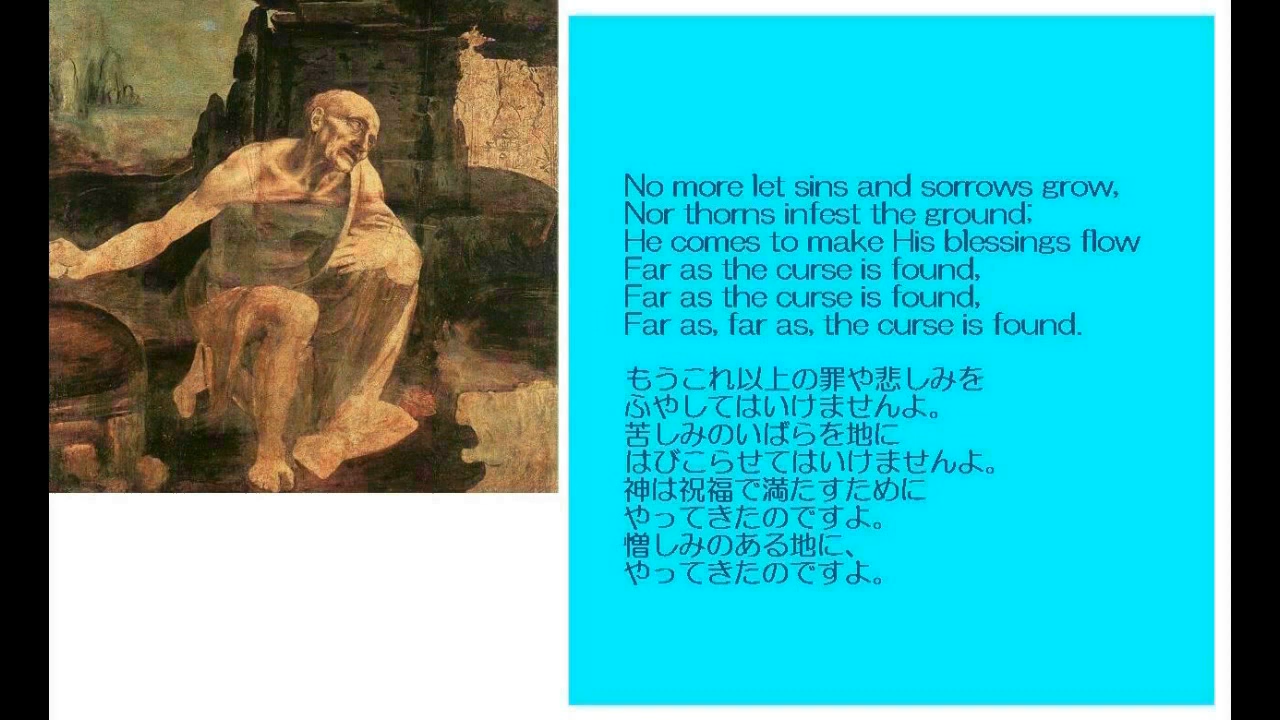 No more let sins and sorrows grow,
Nor thorns infest the ground;
He comes to make His blessings flow
Far as the curse is found,
Far as the curse is found,
Far as, far as, the curse is found.
もうこれ以上の罪や悲しみを
ふやしてはいけませんよ。
苦しみのいばらを地に
はびこらせてはいけませんよ。
神は祝福で満たすために
やってきたのですよ。
憎しみのある地に、
やってきたのですよ。